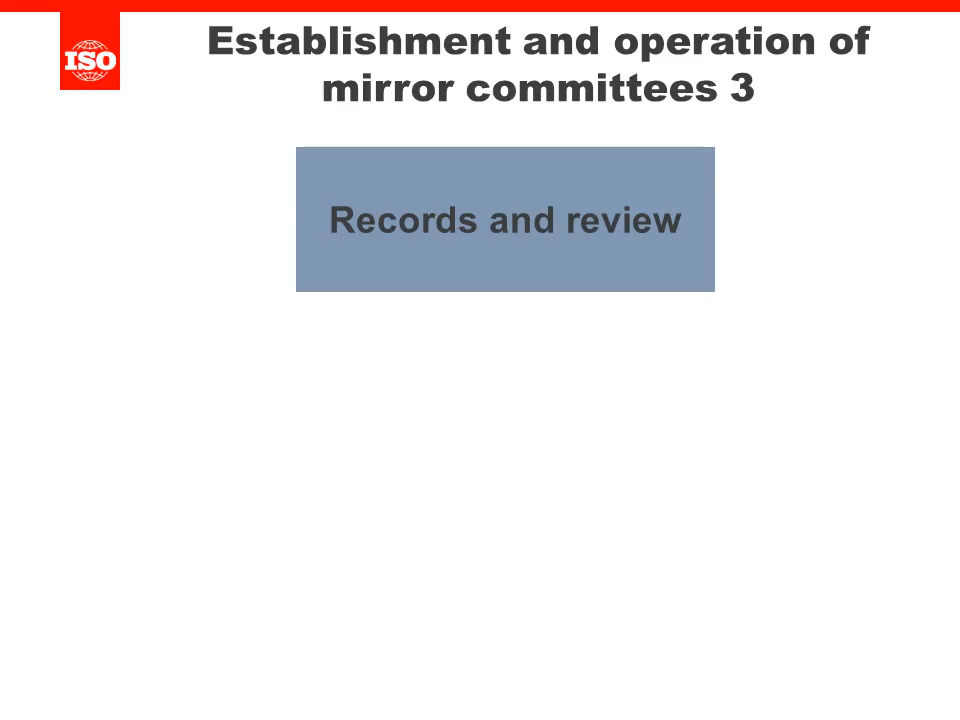 ISO
Establishment and operation of
mirror committees 3
Records and review